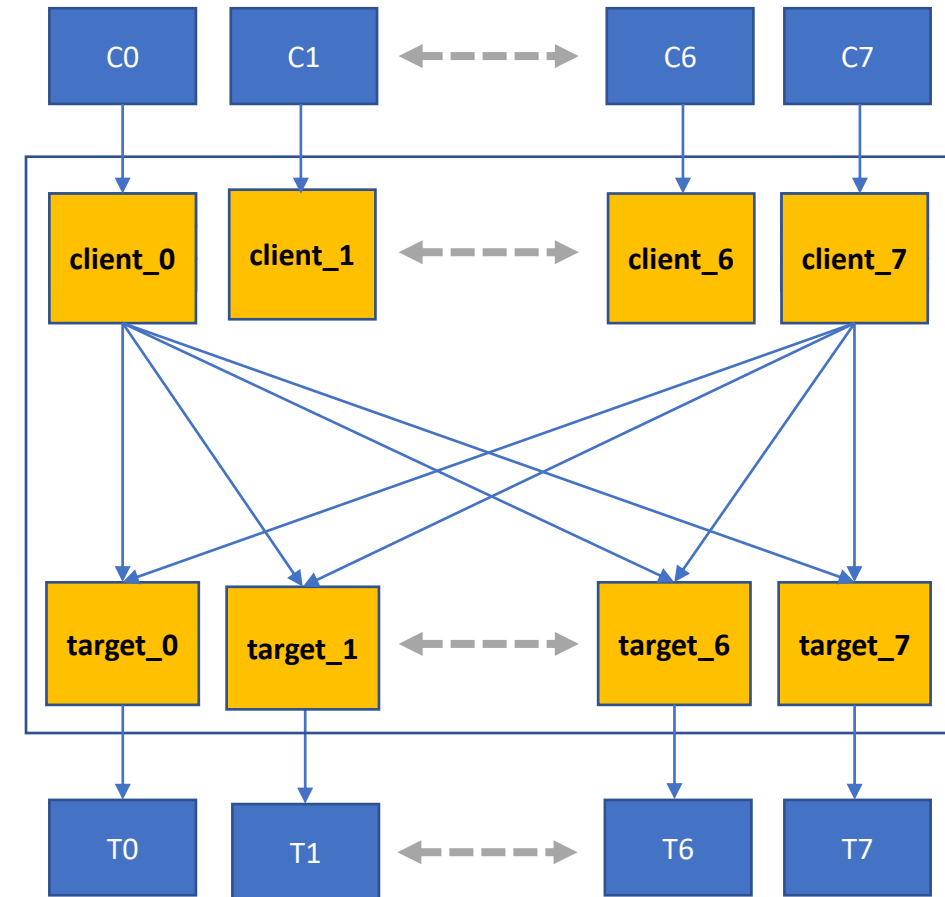 C0
C1
C6
C7
client_0
client_1
client_6
client_7
target_0
target_1
target_6
target_7
T0
T1
T6
T7